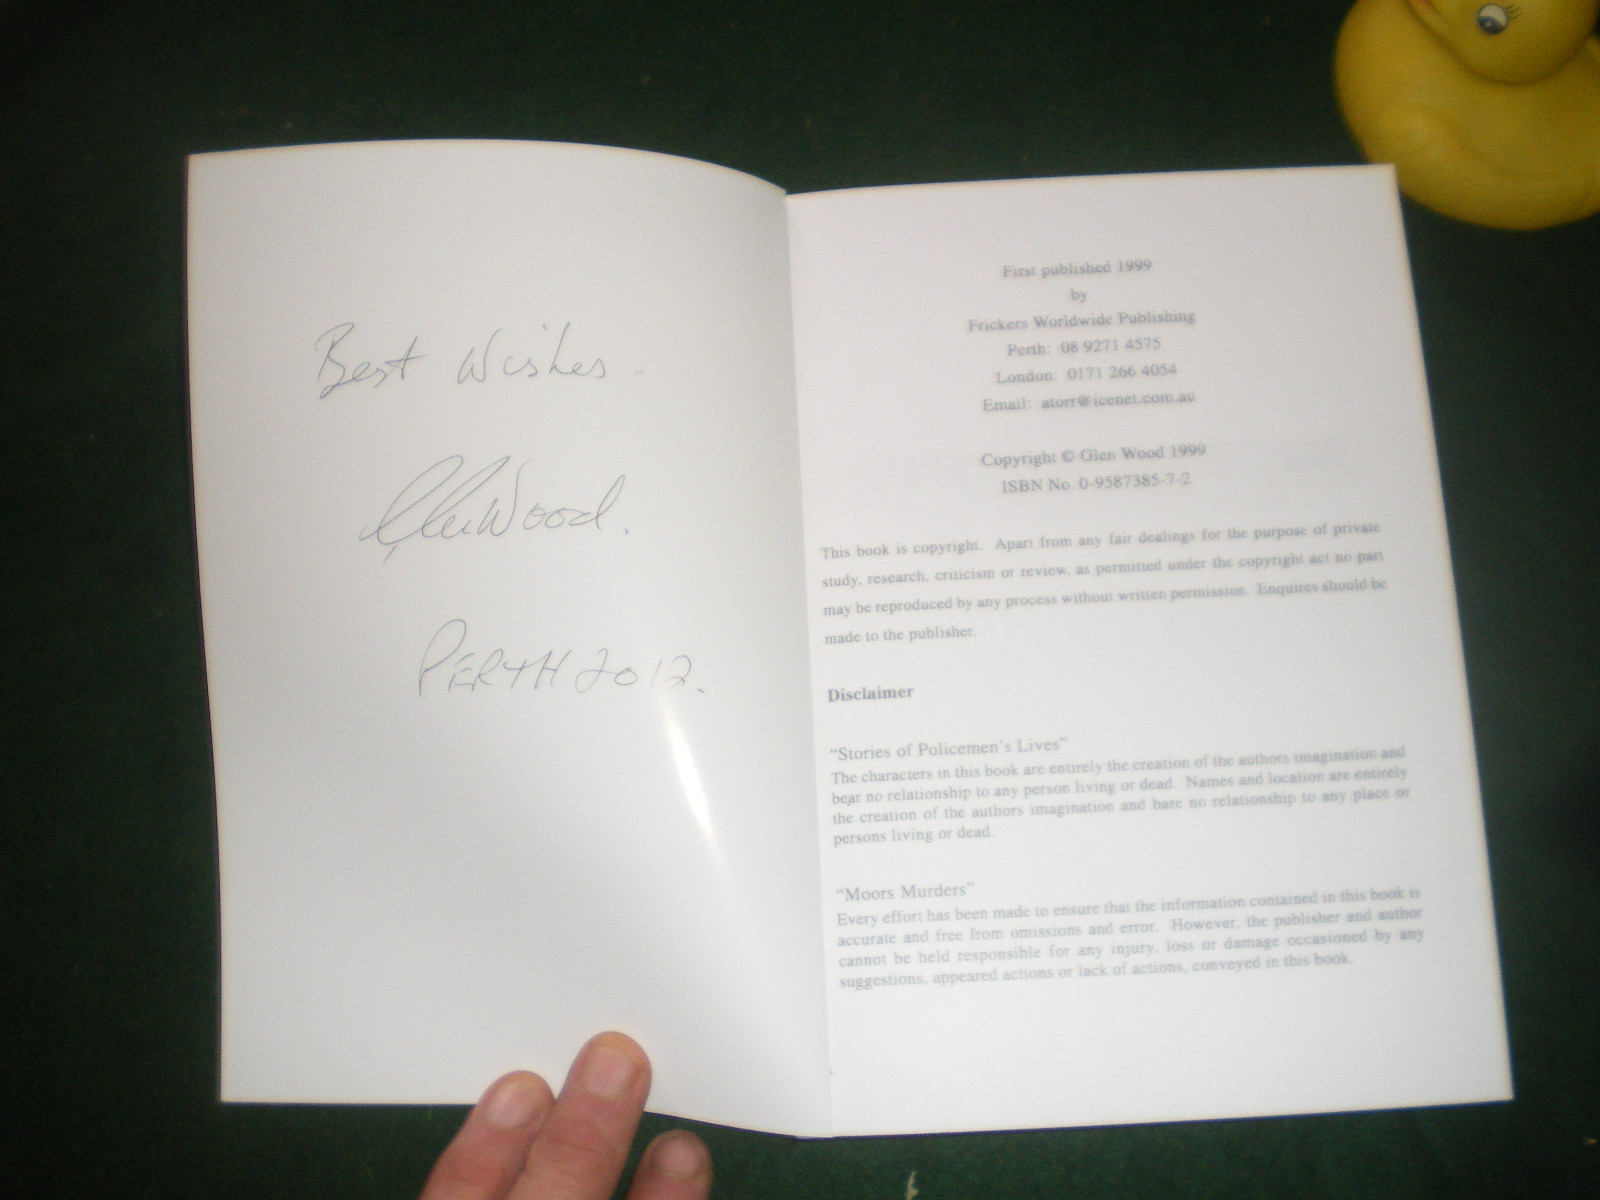 Best Wishes.
Glen Wood.
PERTH 2012.
First published 1999
by
Frickers Worldwide Publishing
Perth: 08 9271 4575
London: 0171 266 4054
Email: atorr@icenet.com.au
Copyright © Glen Wood 1999
ISBN No. 0-9587385-7-2
This book is copyright. Apart from any fair dealings for the purpose of private
study, research, criticism or review, as permitted under the copyright act no part
may be reproduced by any process without written permission. Enquires should be
made to the publisher.
Disclaimer
“Stories of Policemen's Lives”
The characters in this book are entirely the creation of the authors imagination and
bear no relationship to any person living or dead. Names and location are entirely
the creation of the authors imagination and bare no relationship to any place or
persons living or dead.
“Moors Murders”
Every effort has been made to ensure that the information contained in this book is
accurate and free from omissions and error. However, the publisher and author
cannot be held responsible for any injury, loss or damage occasioned by any
suggestions, appeared actions or lack of actions, conveyed in this book.